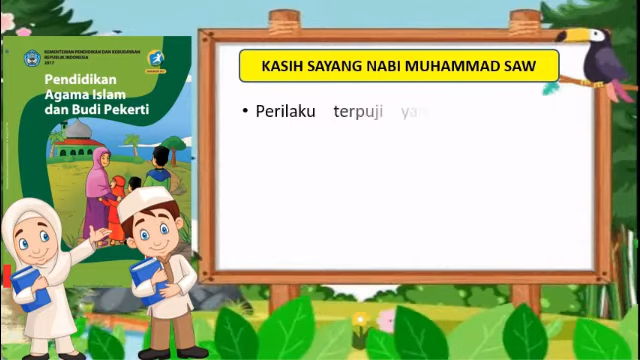 KEMENTERIAN PENDIDIKAN DAN KEBUDAYAAN
REPUBLIK INDONESIA
2017
Pendidikan
Agama Islam
dan Budi Pekerti
KASIH SAYANG NABI MUHAMMAD SAW
• Perilaku terpuji